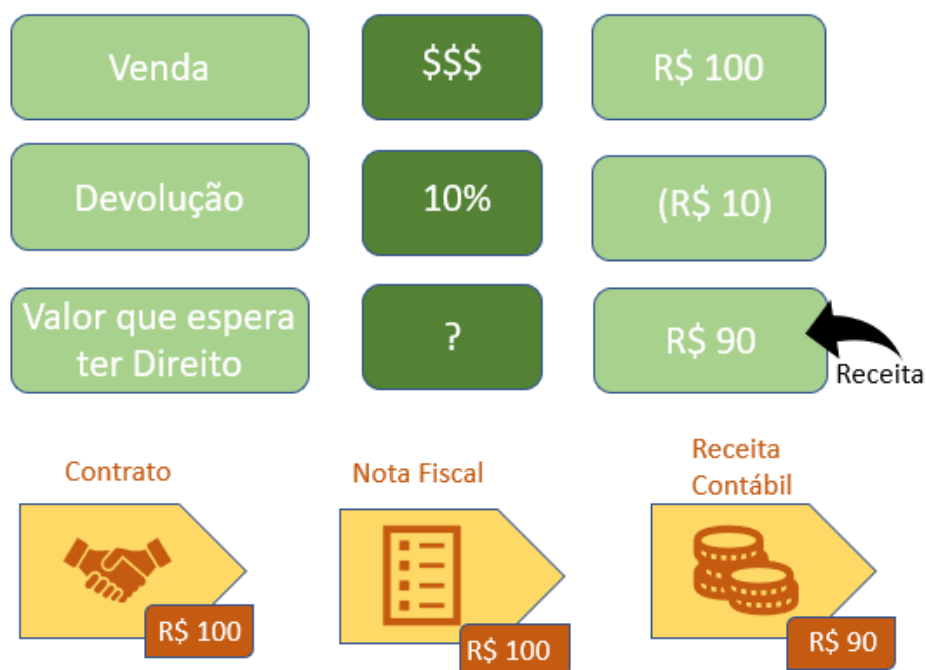 Venda
$$$
R$ 100
Devolução
10%
(R$ 10)
Valor que espera
ter Direito
?
R$ 90
Receita
Contrato
Nota Fiscal
Receita
Contábil
R$ 100
R$ 100
R$ 90